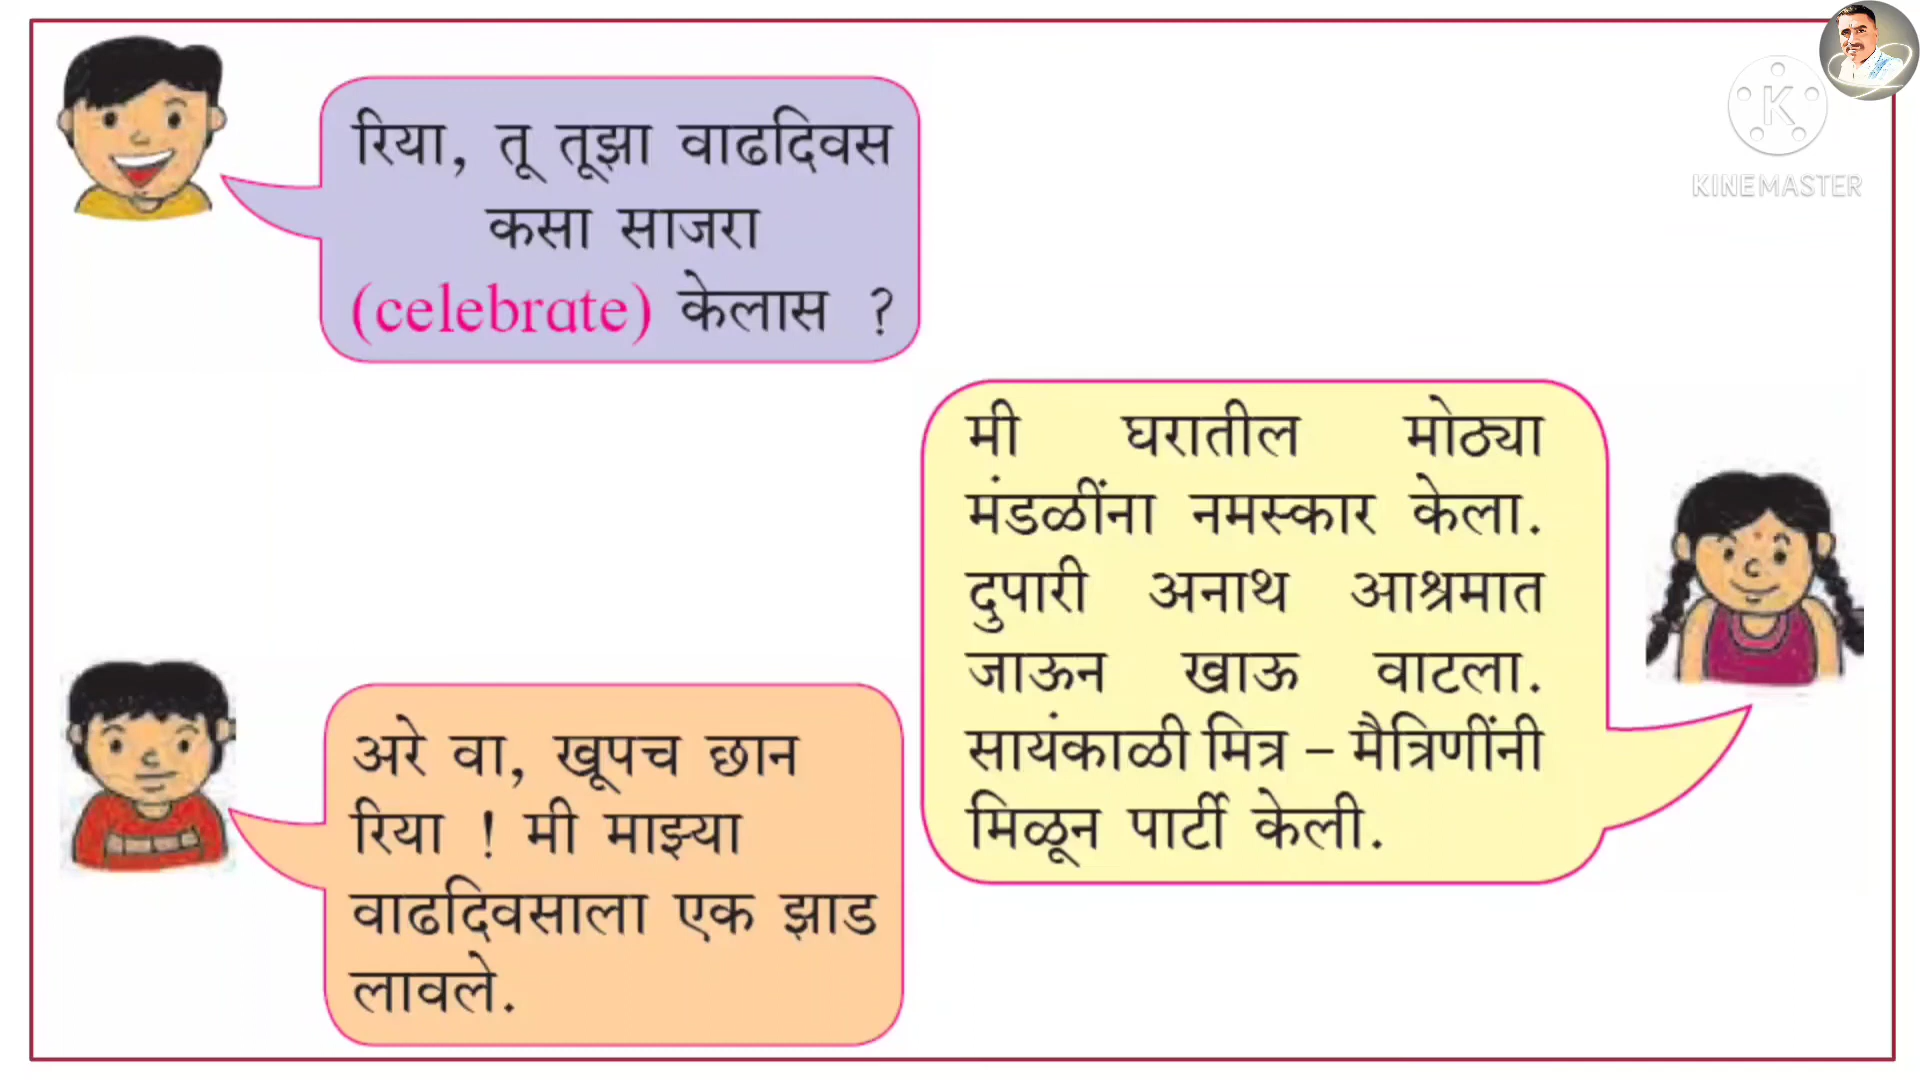 रिया, तू तूझा वाढदिवस
कसा साजरा
(celebrate) केलास ?
KINEMASTER
मी घरातील मोठ्या
मंडळींना नमस्कार केला.
दुपारी अनाथ आश्रमात
जाऊन खाऊ वाटला.
सायंकाळी मित्र – मैत्रिणींनी
मिळून पार्टी केली.
अरे वा, खूपच छान
रिया ! मी माझ्या
वाढदिवसाला एक झाड
लावले.